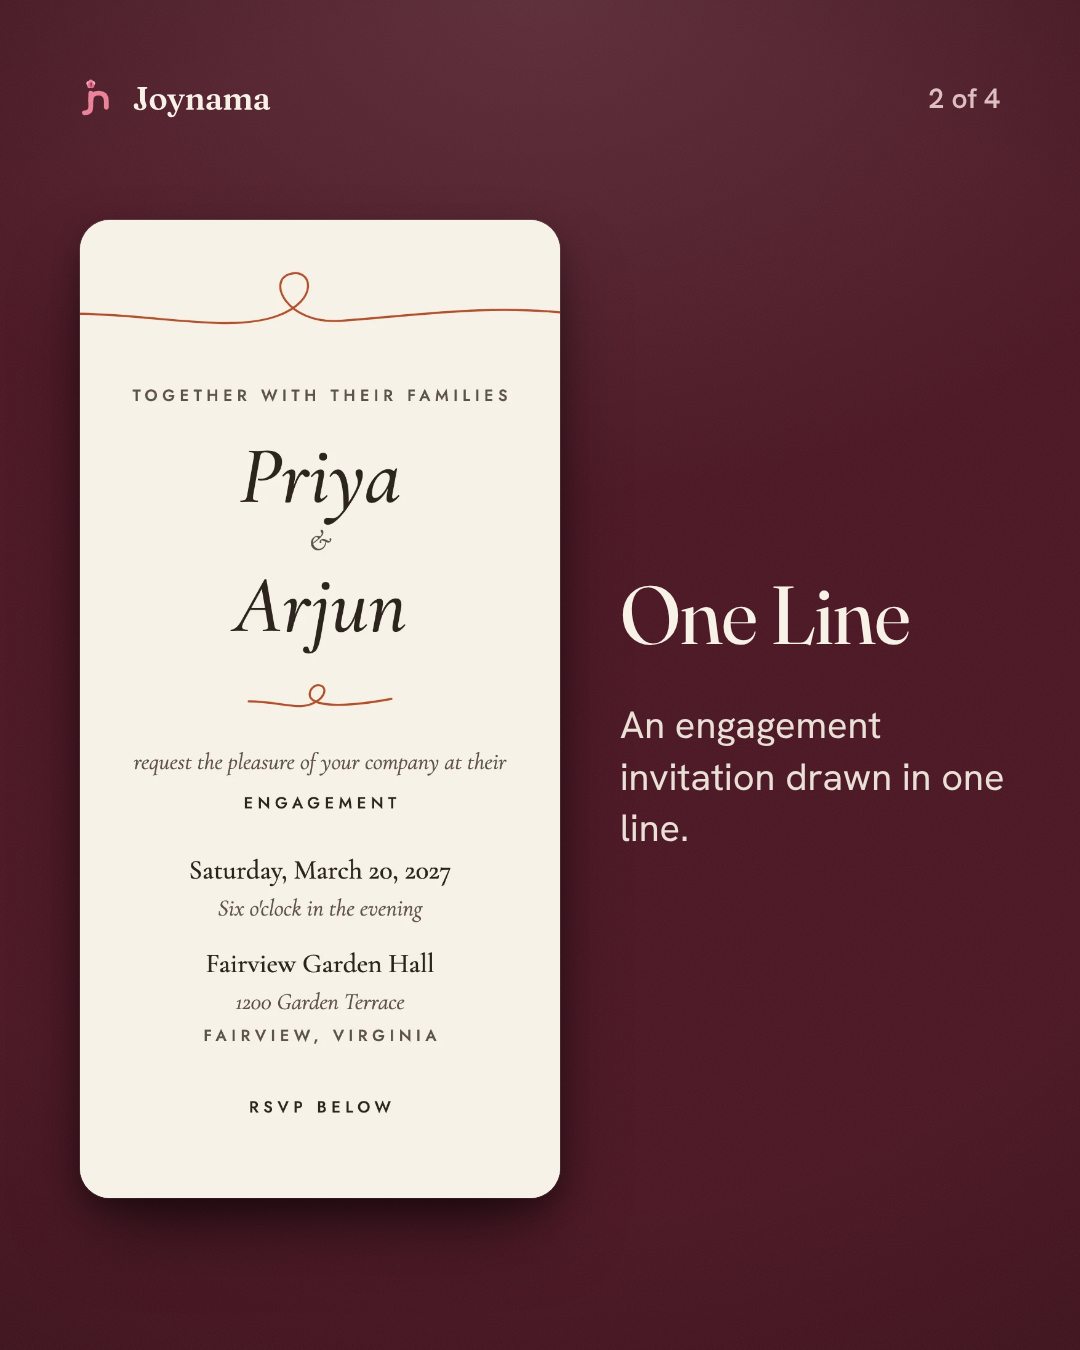 Joynama
2 of 4
TOGETHER WITH THEIR FAMILIES
Priya
&
Arjun
request the pleasure of your company at their
ENGAGEMENT
Saturday, March 20, 2027
Six o'clock in the evening
Fairview Garden Hall
1200 Garden Terrace
FAIRVIEW, VIRGINIA
RSVP BELOW
One Line
An engagement
invitation drawn in one
line.